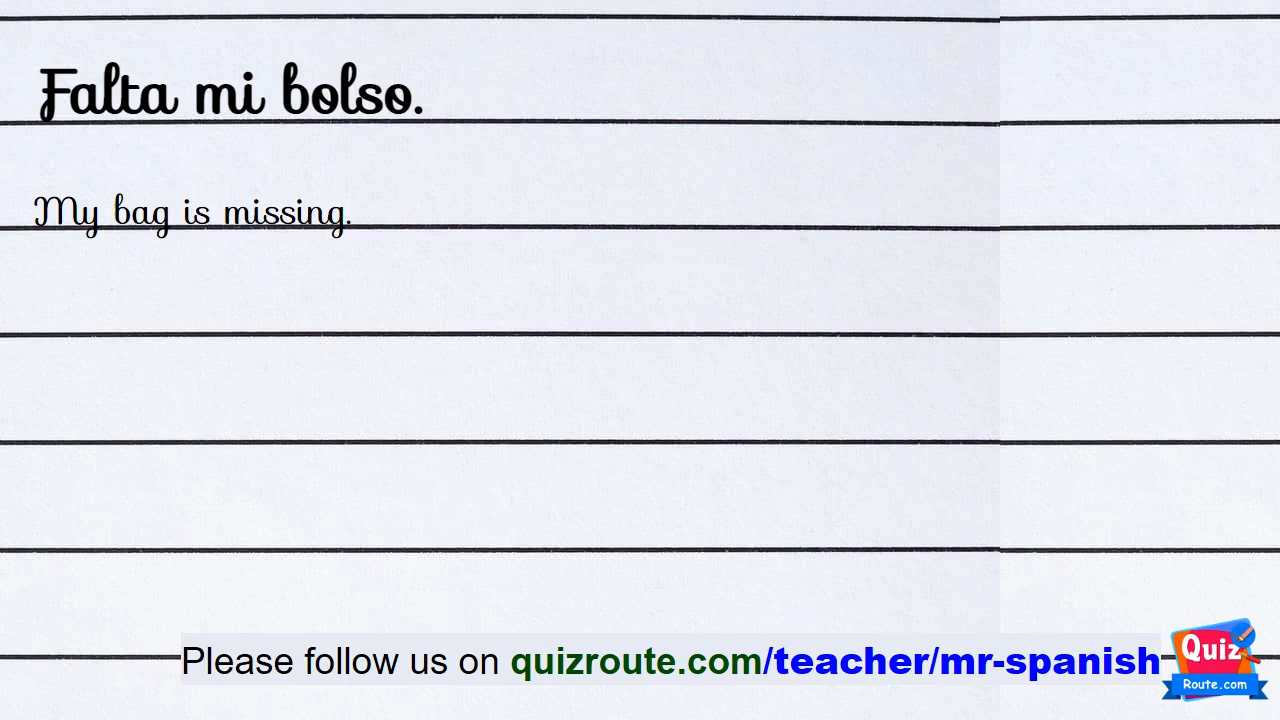 Falta mi bolso.
My bag is missing.
Please follow us on quizroute.com/teacher/mr-spanish
Quiz
Route.com